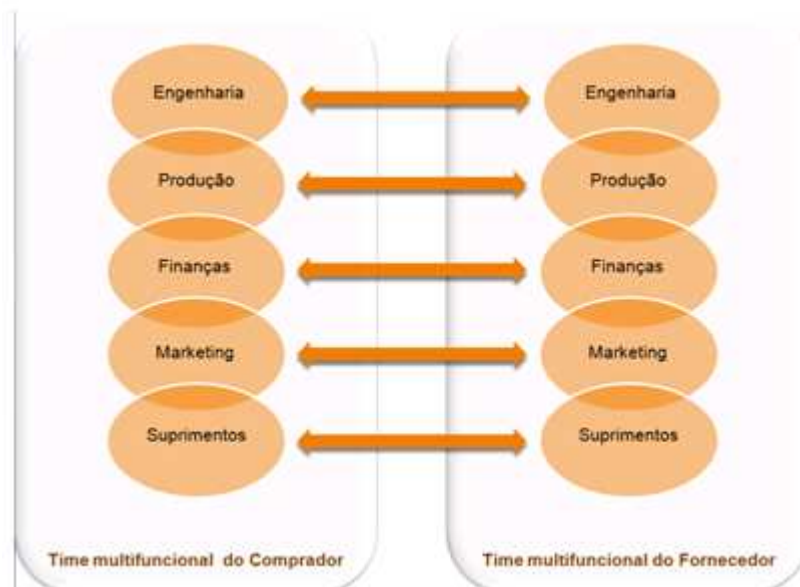 Engenharia
Engenharia
Produção
Produção
Finanças
Finanças
Marketing
Marketing
Suprimentos
Suprimentos
Time multifuncional do Comprador
Time multifuncional do Fornecedor